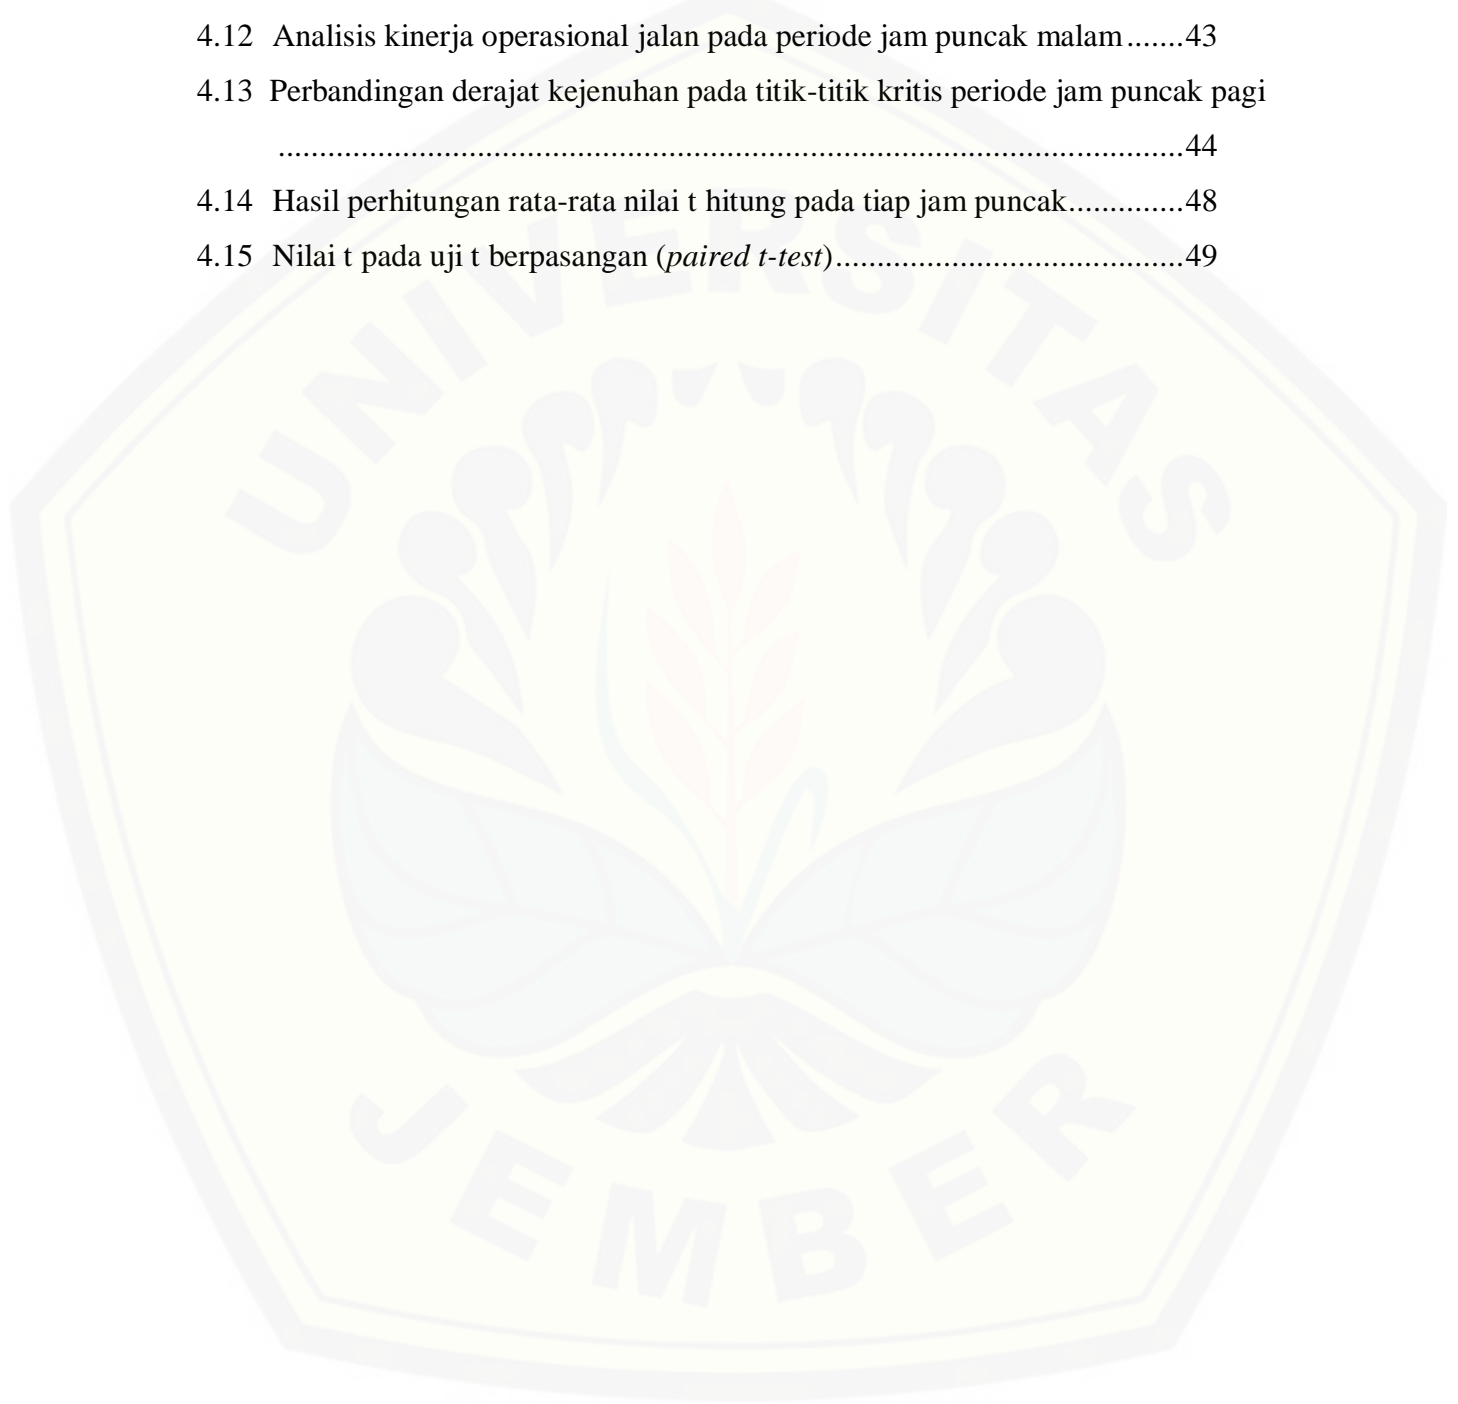 4.12 Analisis kinerja operasional jalan pada periode jam puncak malam.......43
4.13 Perbandingan derajat kejenuhan pada titik-titik kritis periode jam puncak pagi
................................................................................................................44
4.14 Hasil perhitungan rata-rata nilai t hitung pada tiap jam puncak..............48
4.15 Nilai t pada uji t berpasangan (paired t-test)...........................................49
UNIVERSITAS
JEMBER